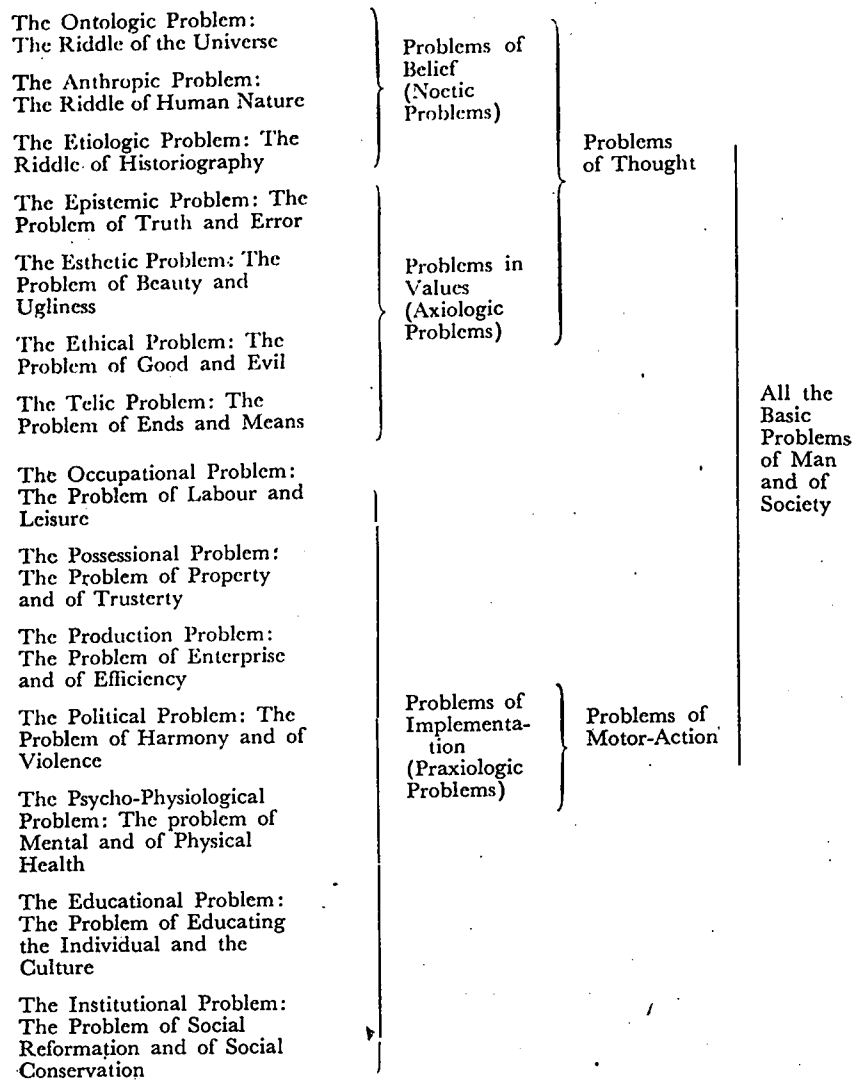 The Ontologic Problem:
The Riddle of the Universe
The Anthropic Problem:
The Riddle of Human Nature
The Etiologic Problem: The
Riddle of Historiography
The Epistemic Problem: The
Problem of Truth and Error
The Esthetic Problem: The
Problem of Beauty and
Ugliness
The Ethical Problem: The
Problem of Good and Evil
The Telic Problem: The
Problem of Ends and Means
The Occupational Problem:
The Problem of Labour and
Leisure
The Possessional Problem:
The Problem of Property
and of Trusterty
The Production Problem:
The Problem of Enterprise
and of Efficiency
The Political Problem: The
Problem of Harmony and of
Violence
The Psycho-Physiological
Problem: The problem of
Mental and of Physical
Health
The Educational Problem:
The Problem of Educating
the Individual and the
Culture
The Institutional Problem:
The Problem of Social
Reformation and of Social
Conservation
Problems of
Belief
(Noetic
Problems)
Problems in
Values
(Axiologic
Problems)
Problems of
Implementa-
tion
(Praxiologic
Problems)
Problems
of Thought
Problems of
Motor-Action
All the
Basic
Problems
of Man
and of
Society